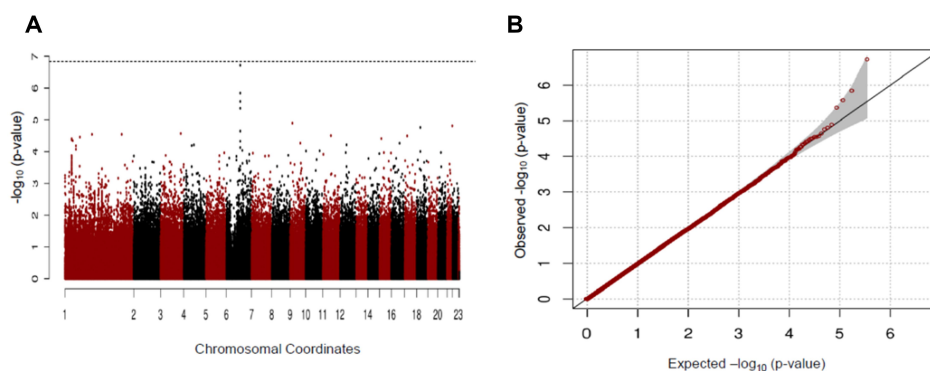 A
B
-log10 (p-value)
7
6
5
4
3
2
1
0
1 2 3 4 5 6 7 8 9 10 11 12 14 16 18 20 23
Chromosomal Coordinates
Observed -log10 (p-value)
6
5
4
3
2
1
0
0 1 2 3 4 5 6
Expected –log10 (p-value)